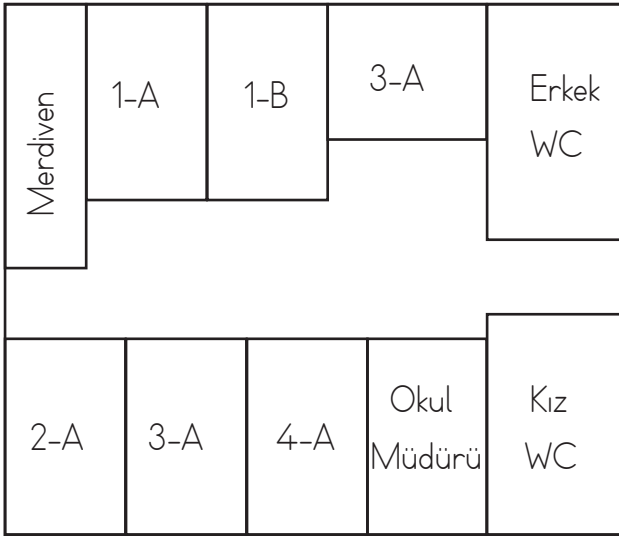 Merdiven
1-A
1-B
3-A
Erkek
WC
2-A
3-A
4-A
Okul
Müdürü
Kız
WC